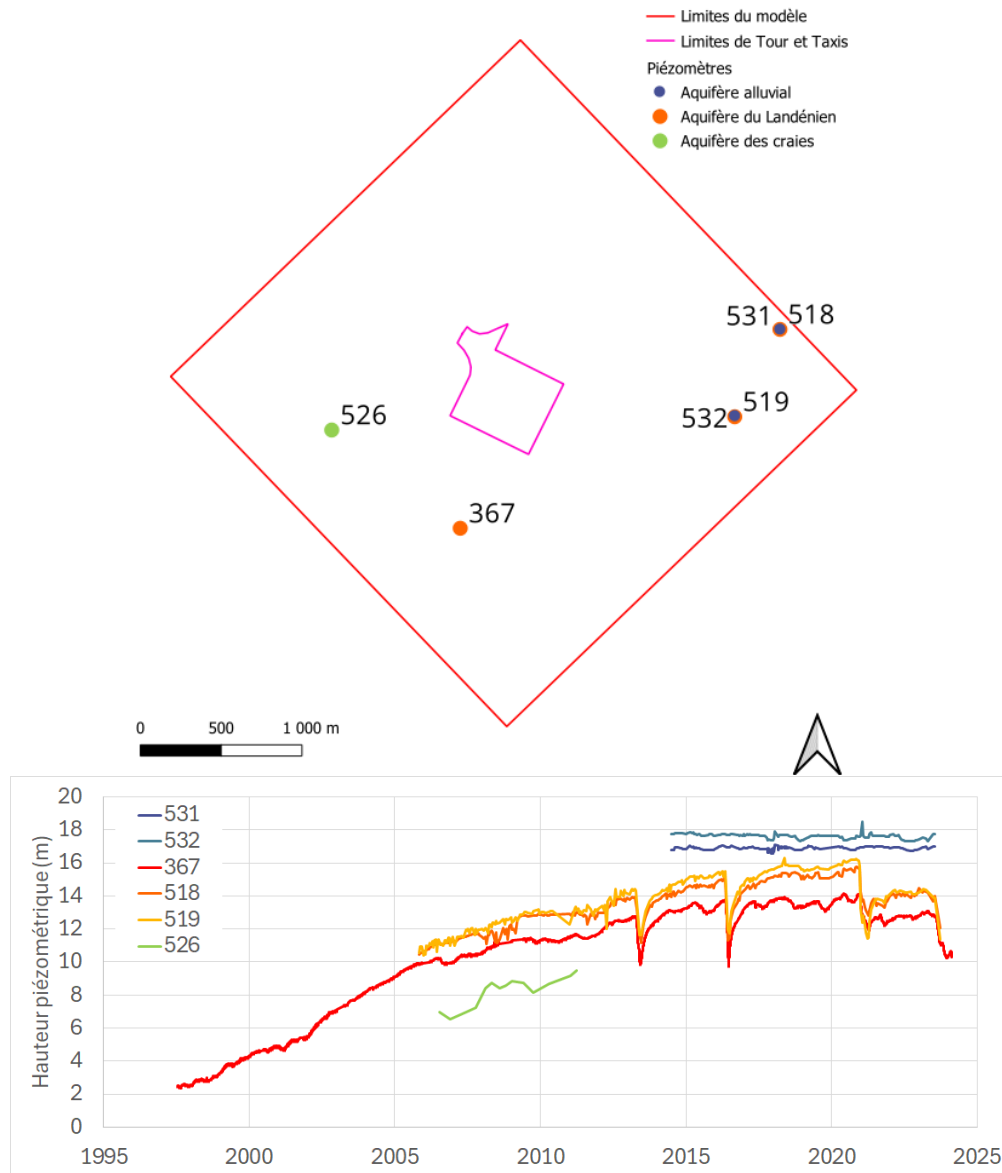 Limites du modèle
Limites de Tour et Taxis
Piézomètres
Aquifère alluvial
Aquifère du Landénien
Aquifère des craies
531 518
532 519
526
367
0 500 1 000 m
Hauteur piézométrique (m)
20
18
16
14
12
10
8
6
4
2
0
531
532
367
518
519
526
1995 2000 2005 2010 2015 2020 2025